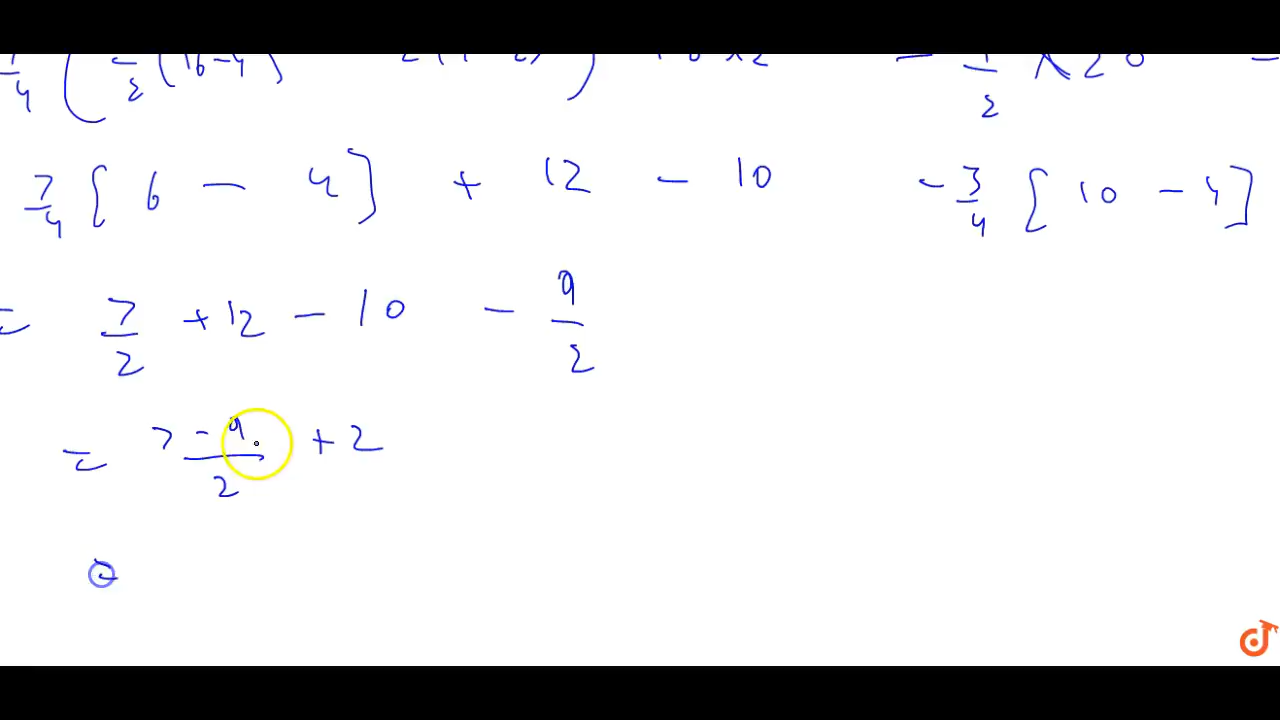 7/4 { 6 - 4 } + 12 - 10 - 3/4 [ 10 - 4 ]
= 7/2 + 12 - 10 - 9/2
= 7 - 9 / 2 + 2
=